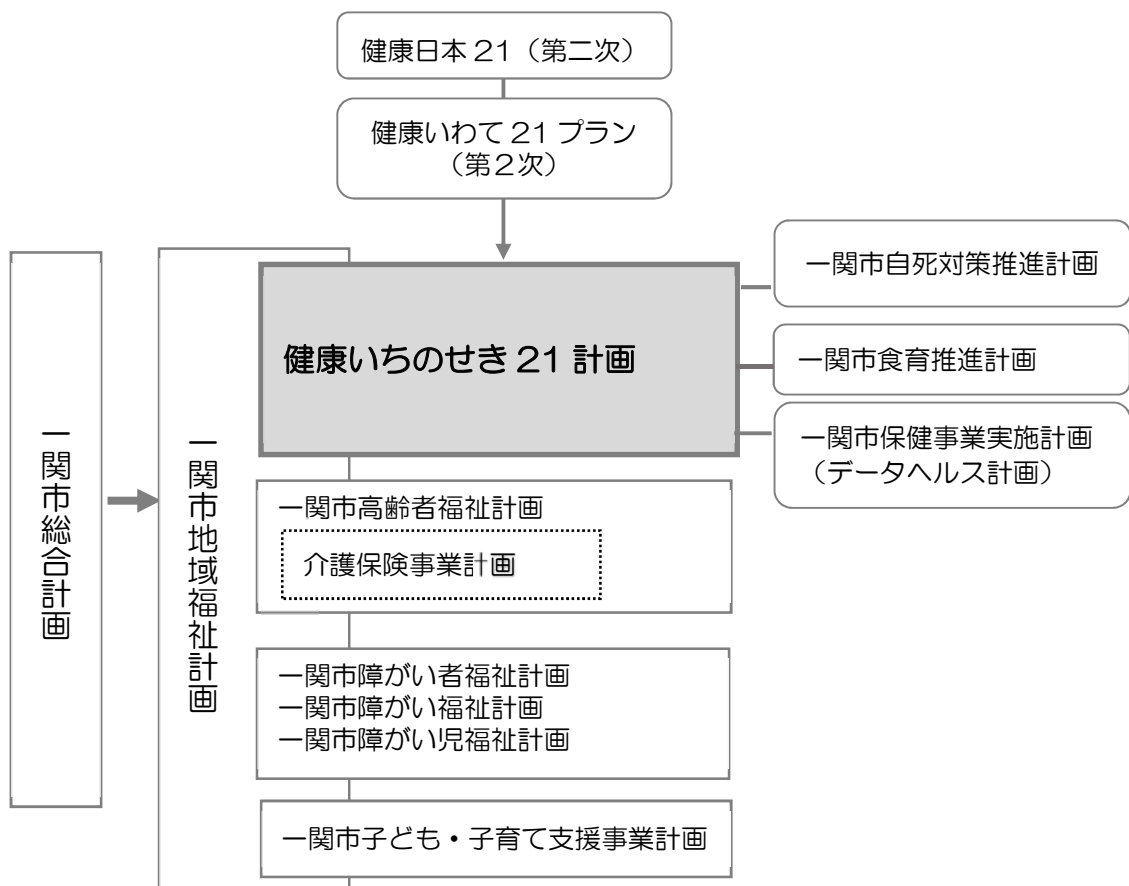 健康日本21（第二次）
健康いわて21プラン
（第２次）
一関市自死対策推進計画
健康いちのせき21計画
一関市食育推進計画
一関市保健事業実施計画
（データヘルス計画）
一関市総合計画
一関市地域福祉計画
一関市高齢者福祉計画
介護保険事業計画
一関市障がい者福祉計画
一関市障がい福祉計画
一関市障がい児福祉計画
一関市子ども・子育て支援事業計画